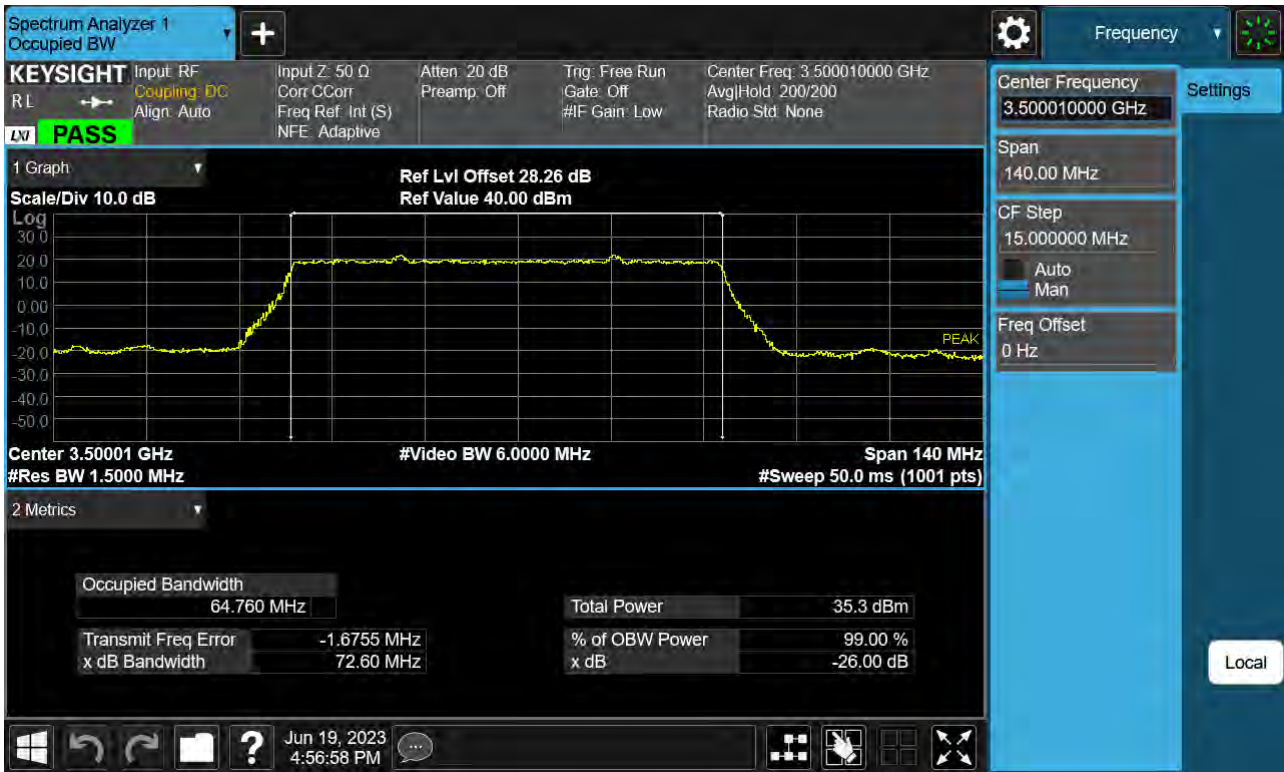 Spectrum Analyzer 1
Occupied BW
Frequency
KEYSIGHT
R L
LXI PASS
Input: RF
Coupling: DC
Align: Auto
Input Z: 50 Ω
Corr CCorr
Freq Ref: Int (S)
NFE: Adaptive
Atten: 20 dB
Preamp: Off
Trig: Free Run
Gate: Off
#IF Gain: Low
Center Freq: 3.500010000 GHz
Avg|Hold: 200/200
Radio Std: None
Center Frequency
3.500010000 GHz
Settings
Span
140.00 MHz
CF Step
15.000000 MHz
Auto
Man
Freq Offset
0 Hz
1 Graph
Scale/Div 10.0 dB
Ref Lvl Offset 28.26 dB
Ref Value 40.00 dBm
Log
30.0
20.0
10.0
0.00
-10.0
-20.0
-30.0
-40.0
-50.0
PEAK
Center 3.50001 GHz
#Video BW 6.0000 MHz
Span 140 MHz
#Res BW 1.5000 MHz
#Sweep 50.0 ms (1001 pts)
2 Metrics
Occupied Bandwidth
64.760 MHz
Total Power 35.3 dBm
Transmit Freq Error -1.6755 MHz
% of OBW Power 99.00 %
x dB Bandwidth 72.60 MHz
x dB -26.00 dB
Local
Jun 19, 2023
4:56:58 PM